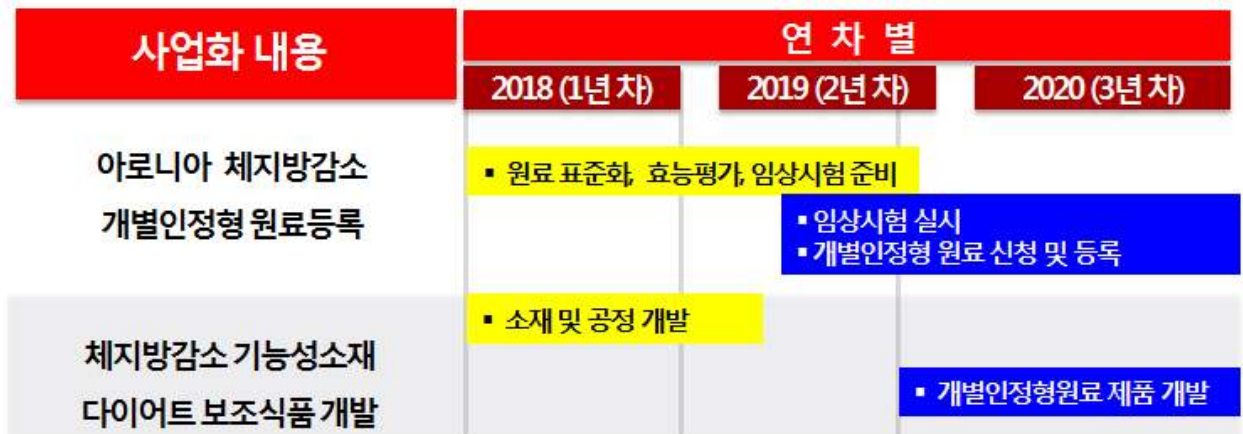 사업화 내용
연 차 별
2018 (1년 차)
2019 (2년 차)
2020 (3년 차)
아로니아 체지방감소
개별인정형 원료등록
▪ 원료 표준화, 효능평가, 임상시험 준비
▪ 임상시험 실시
▪ 개별인정형 원료 신청 및 등록
체지방감소 기능성소재
다이어트 보조식품 개발
▪ 소재 및 공정 개발
▪ 개별인정형원료 제품 개발